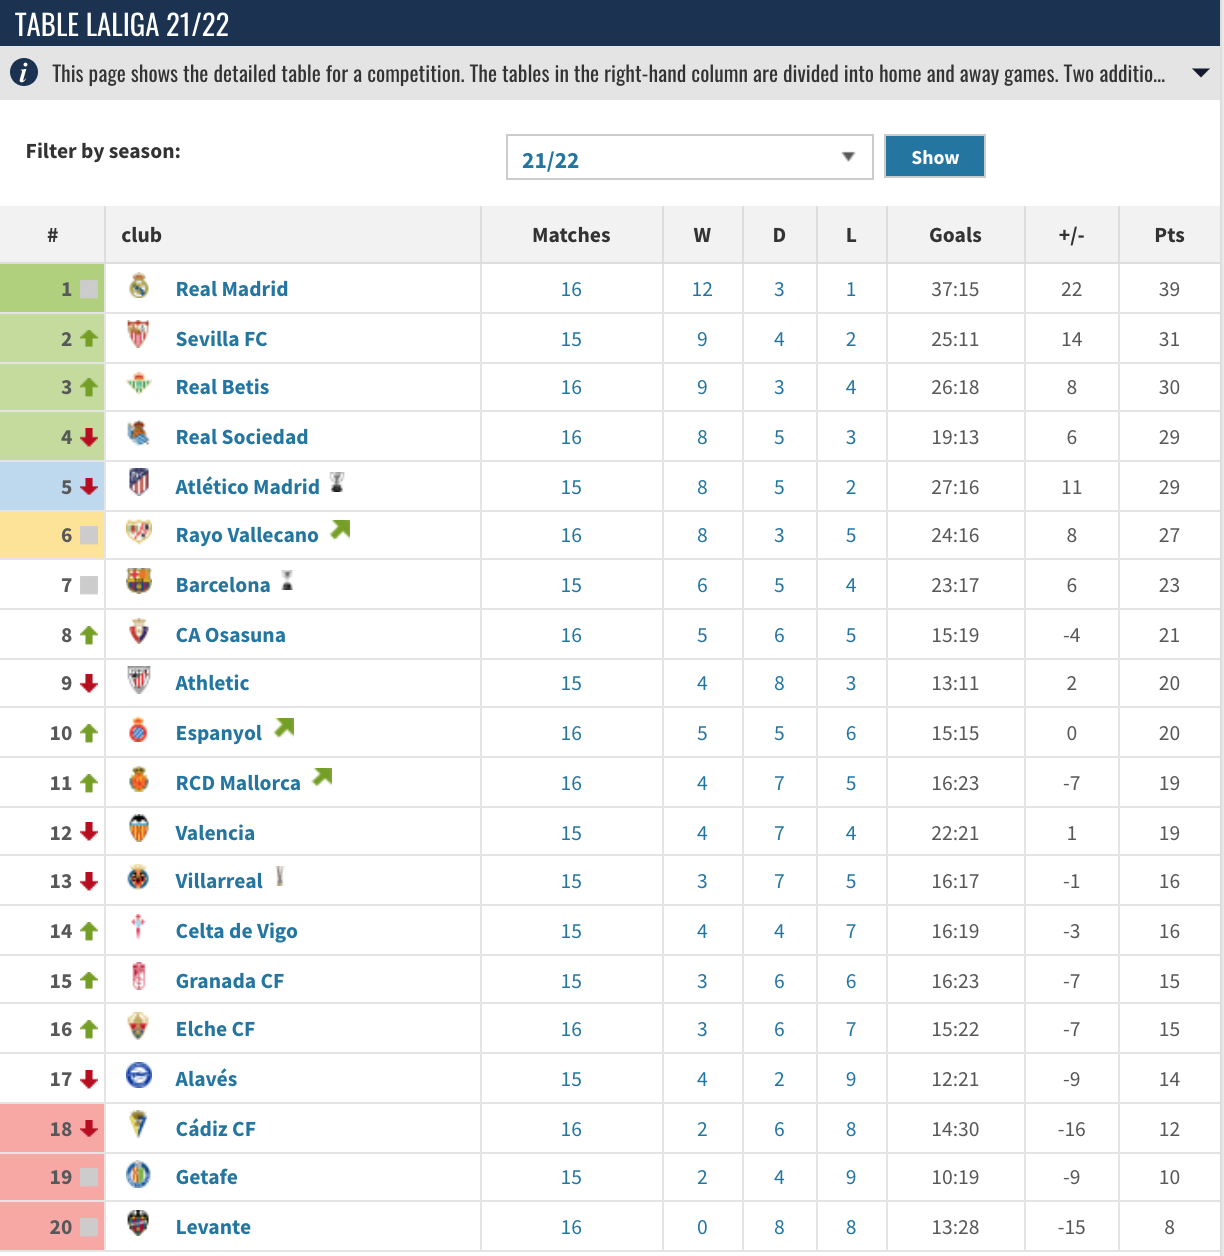 TABLE LALIGA 21/22
This page shows the detailed table for a competition. The tables in the right-hand column are divided into home and away games. Two additio...
Filter by season: 21/22 Show
# club Matches W D L Goals +/- Pts
1 Real Madrid 16 12 3 1 37:15 22 39
2 Sevilla FC 15 9 4 2 25:11 14 31
3 Real Betis 16 9 3 4 26:18 8 30
4 Real Sociedad 16 8 5 3 19:13 6 29
5 Atlético Madrid 15 8 5 2 27:16 11 29
6 Rayo Vallecano 16 8 3 5 24:16 8 27
7 Barcelona 15 6 5 4 23:17 6 23
8 CA Osasuna 16 5 6 5 15:19 -4 21
9 Athletic 15 4 8 3 13:11 2 20
10 Espanyol 16 5 5 6 15:15 0 20
11 RCD Mallorca 16 4 7 5 16:23 -7 19
12 Valencia 15 4 7 4 22:21 1 19
13 Villarreal 15 3 7 5 16:17 -1 16
14 Celta de Vigo 15 4 4 7 16:19 -3 16
15 Granada CF 15 3 6 6 16:23 -7 15
16 Elche CF 16 3 6 7 15:22 -7 15
17 Alavés 15 4 2 9 12:21 -9 14
18 Cádiz CF 16 2 6 8 14:30 -16 12
19 Getafe 15 2 4 9 10:19 -9 10
20 Levante 16 0 8 8 13:28 -15 8